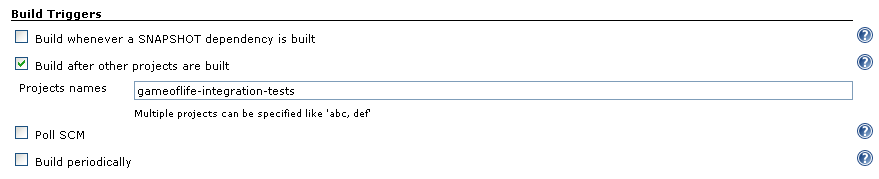 Build Triggers
Build whenever a SNAPSHOT dependency is built
Build after other projects are built
Projects names gameoflife-integration-tests
Multiple projects can be specified like 'abc, def'
Poll SCM
Build periodically